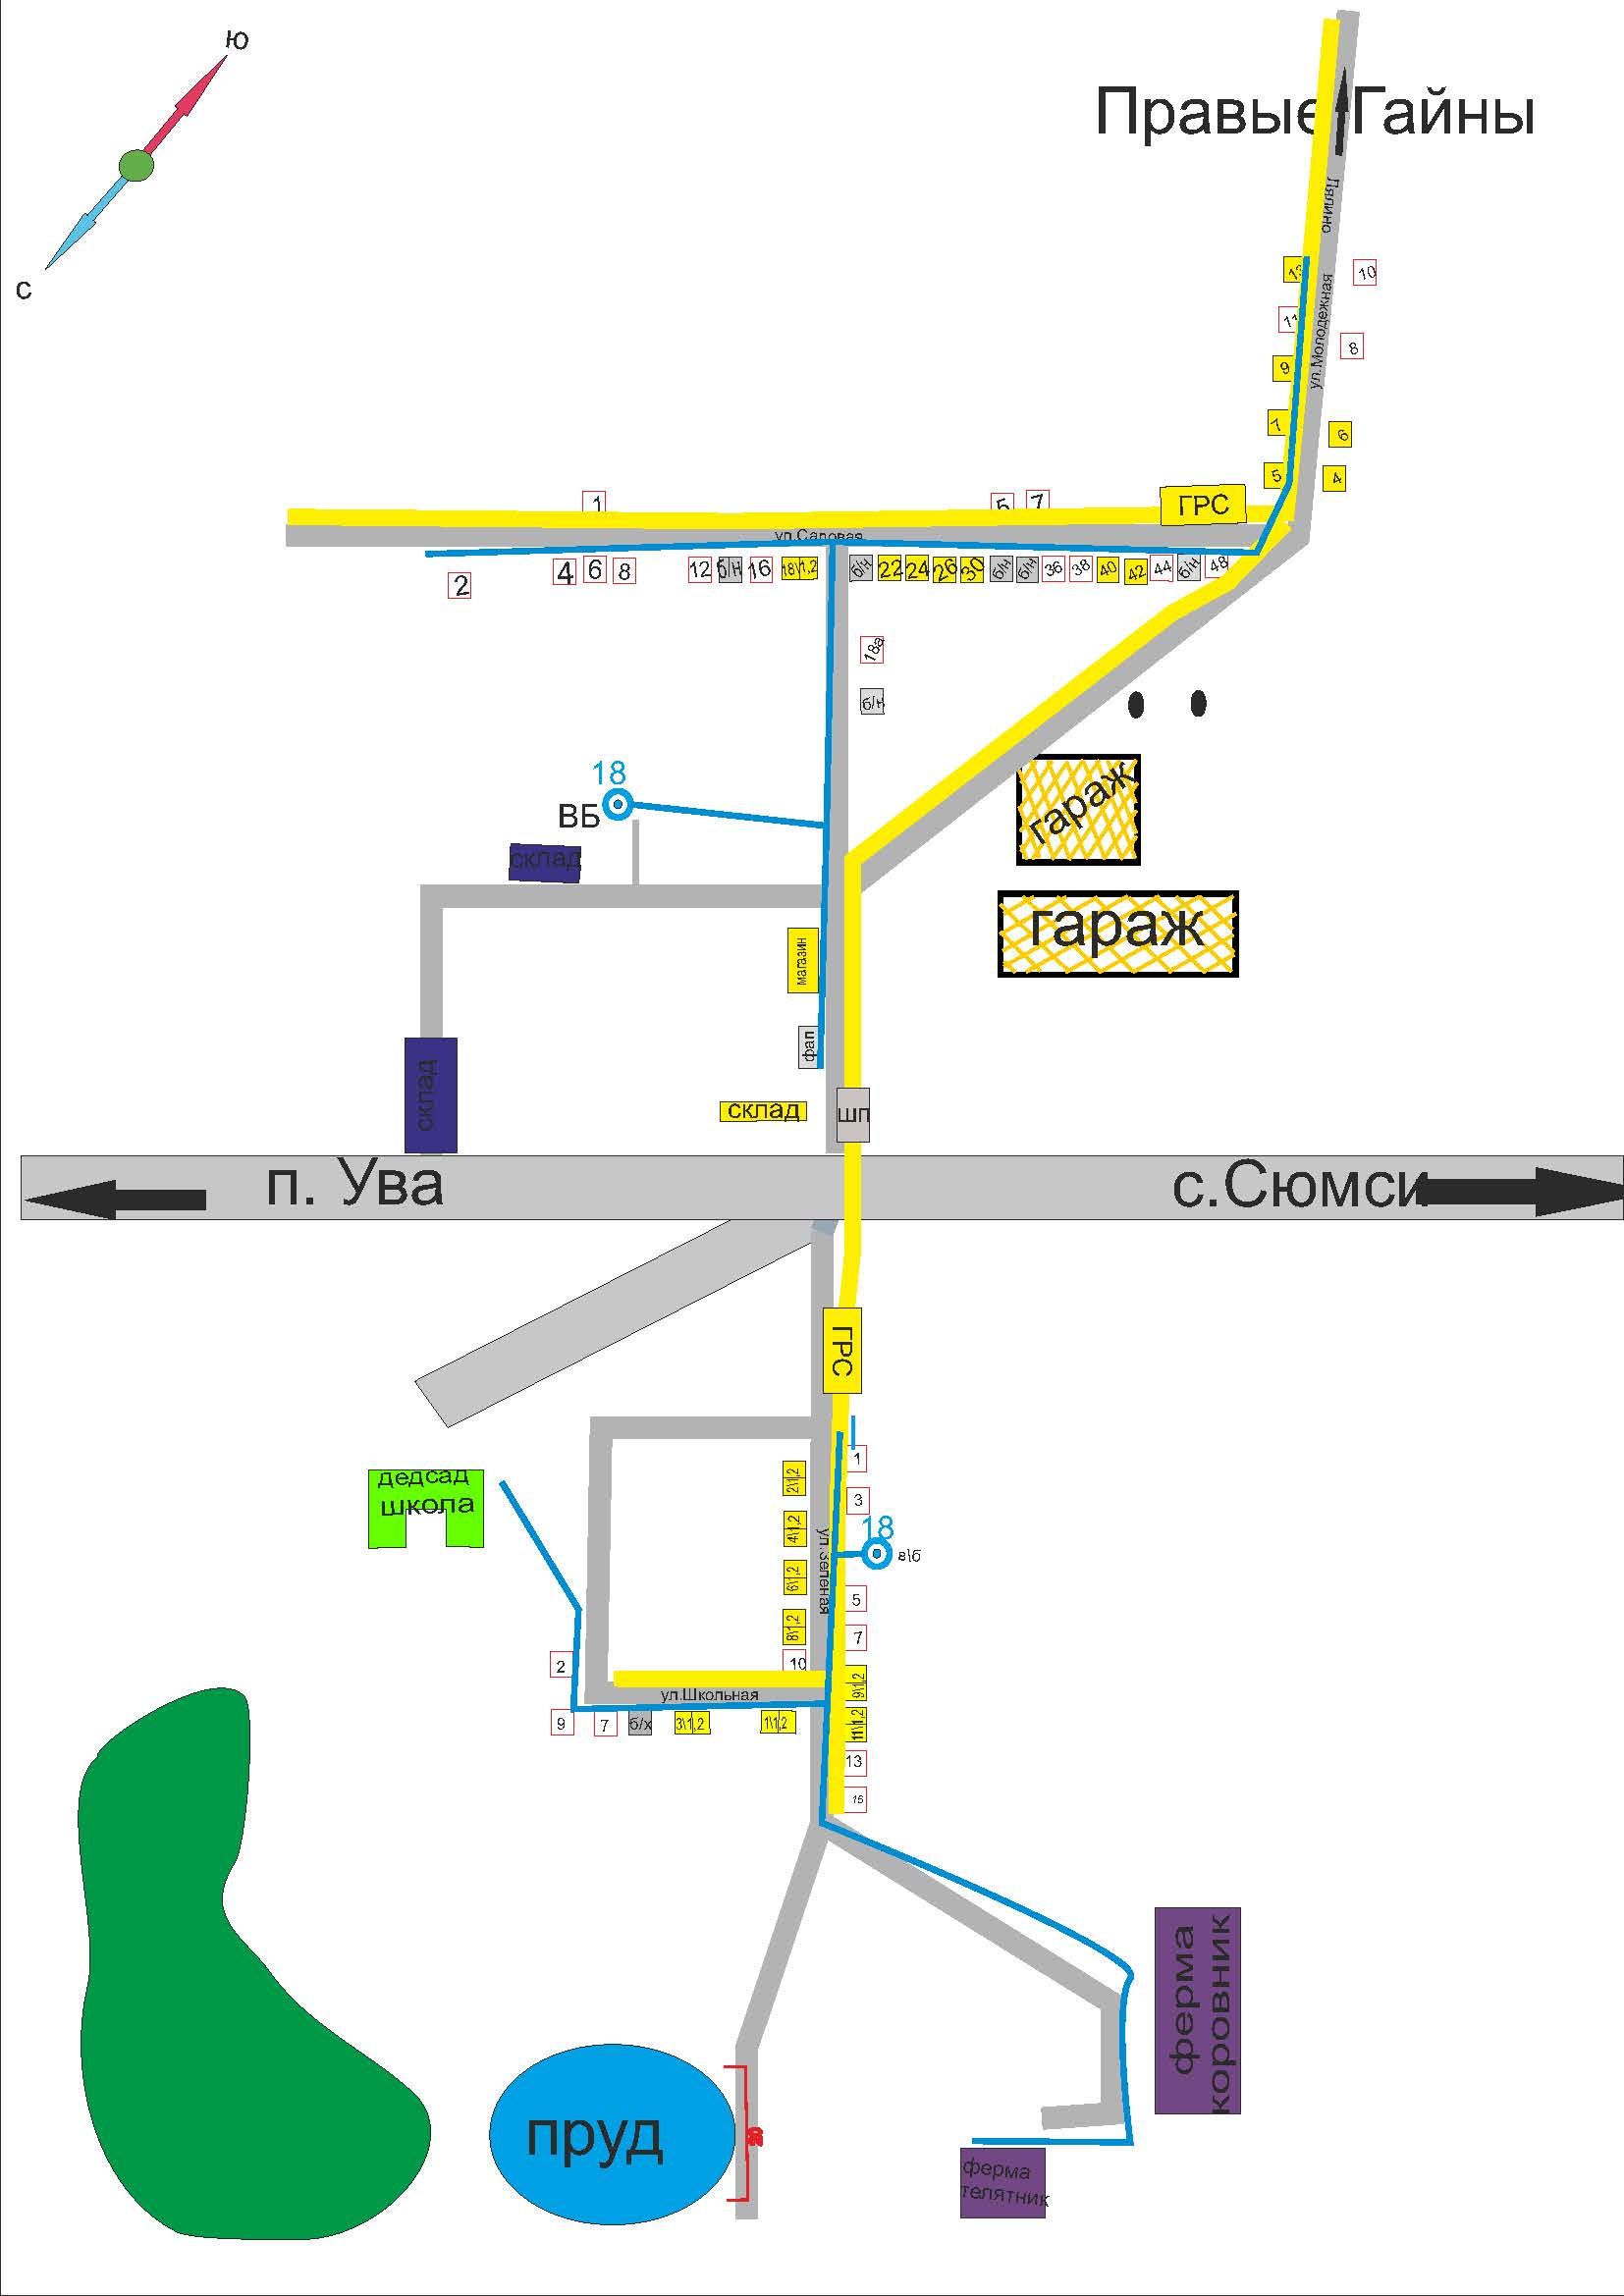 ю
с
Правые Гайны
Ляпино
ул.Молодежная
13
11
9
7
5
10
8
6
4
1
5
7
ГРС
ул.Садовая
2
4
6
8
12
б/н
16
18\1,2
б/н
22
24
26
30
б/н
б/н
36
38
40
42
44
б/н
48
18а
б/н
18
ВБ
склад
гараж
гараж
магазин
фап
склад
склад
шп
п. Ува
с.Сюмси
ГРС
дедсад
школа
2\1,2
4\1,2
6\1,2
8\1,2
10
ул.Зеленая
1
3
18
в\б
5
7
9\1,2
11\1,2
13
15
2
ул.Школьная
9
7
б/х
3\1,2
1\1,2
ферма
коровник
пруд
ферма
телятник